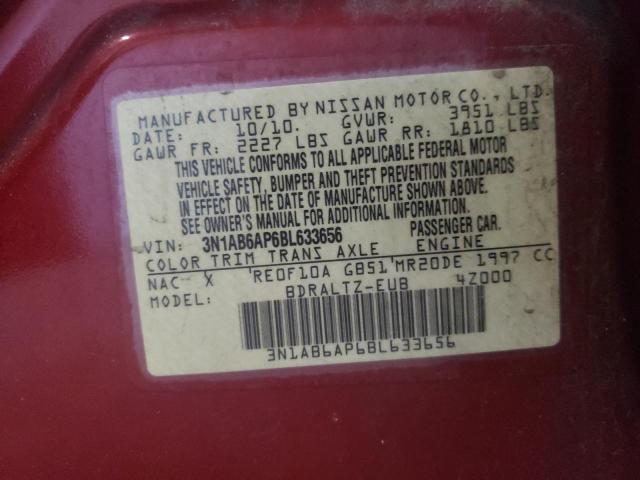 MANUFACTURED BY NISSAN MOTOR CO., LTD.
DATE: 10/10. GVWR: 3951 LBS
GAWR FR: 2227 LBS GAWR RR: 1810 LBS
THIS VEHICLE CONFORMS TO ALL APPLICABLE FEDERAL MOTOR
VEHICLE SAFETY, BUMPER AND THEFT PREVENTION STANDARDS
IN EFFECT ON THE DATE OF MANUFACTURE SHOWN ABOVE.
SEE OWNER'S MANUAL FOR ADDITIONAL INFORMATION.
VIN: 3N1AB6AP6BL633656 PASSENGER CAR.
COLOR TRIM TRANS AXLE ENGINE
NAC X 'RE0F10A GB51'MR20DE 1997 CC
MODEL: BDRALTZ-EUB 4Z000
3N1AB6AP6BL633656